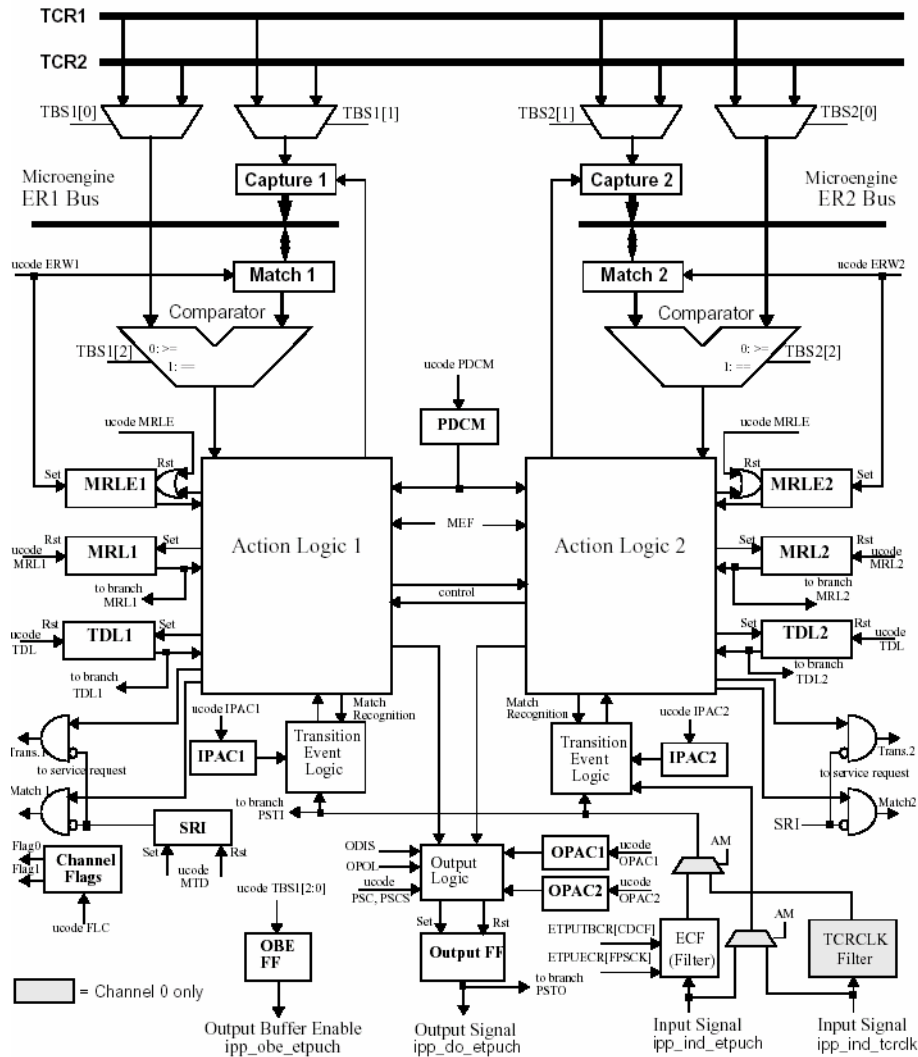 TCR1
TCR2
TBS1[0]
TBS1[1]
TBS2[1]
TBS2[0]
Microengine
ER1 Bus
Capture 1
Capture 2
Microengine
ER2 Bus
ucode ERW1
Match 1
Match 2
ucode ERW2
Comparator
Comparator
TBS1[2]
0: >=
1: ==
0: >=
1: ==
TBS2[2]
ucode PDCM
PDCM
ucode MRLE
ucode MRLE
Set
MRLE1
Rst
Rst
MRLE2
Set
Action Logic 1
MEF
Action Logic 2
Rst
ucode
MRL1
MRL1
Set
Set
MRL2
Rst
ucode
MRL2
to branch
MRL1
to branch
MRL2
control
ucode
TDL
Rst
TDL1
Set
Set
TDL2
Rst
ucode
TDL
to branch
TDL1
to branch
TDL2
Match
Recognition
Match
Recognition
ucode IPAC1
IPAC1
Transition
Event
Logic
Transition
Event
Logic
ucode IPAC2
IPAC2
Trans.1
to service request
Trans.2
to service request
Match 1
Match2
to branch
PSTI
SRI
SRI
Set
ucode
MTD
Rst
Flag0
Flag1
Channel
Flags
ucode FLC
ODIS
OPOL
ucode
PSC, PSCS
Output
Logic
OPAC1
ucode
OPAC1
OPAC2
ucode
OPAC2
AM
ucode TBS1[2:0]
OBE
FF
Set
Rst
Output FF
to branch
PSTO
ETPUTBCR[CDCF]
ETPUECR[FPSCK]
ECF
(Filter)
AM
TCRCLK
Filter
= Channel 0 only
Output Buffer Enable
ipp_obe_etpuch
Output Signal
ipp_do_etpuch
Input Signal
ipp_ind_etpuch
Input Signal
ipp_ind_tcrclk